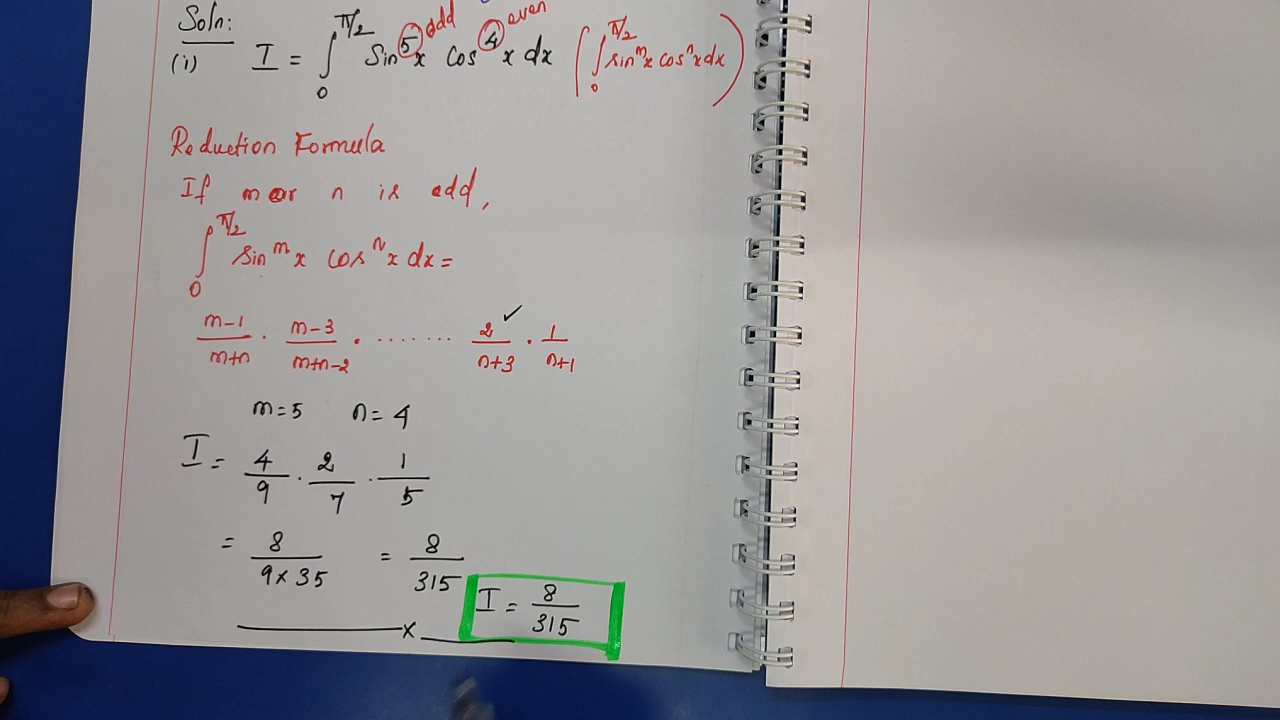 Soln:
(i) I = ∫₀^(π/2) Sin⁵x cos⁴x dx (∫₀^(π/2) sinᵐx cosⁿx dx)
odd even
Reduction Formula
If m or n is odd,
∫₀^(π/2) sinᵐx cosⁿx dx =
(m-1)/(m+n) · (m-3)/(m+n-2) · ........ 2/(n+3) ✓ · 1/(n+1)
m=5 n=4
I = 4/9 · 2/7 · 1/5
= 8/(9×35) = 8/315
I = 8/315
x